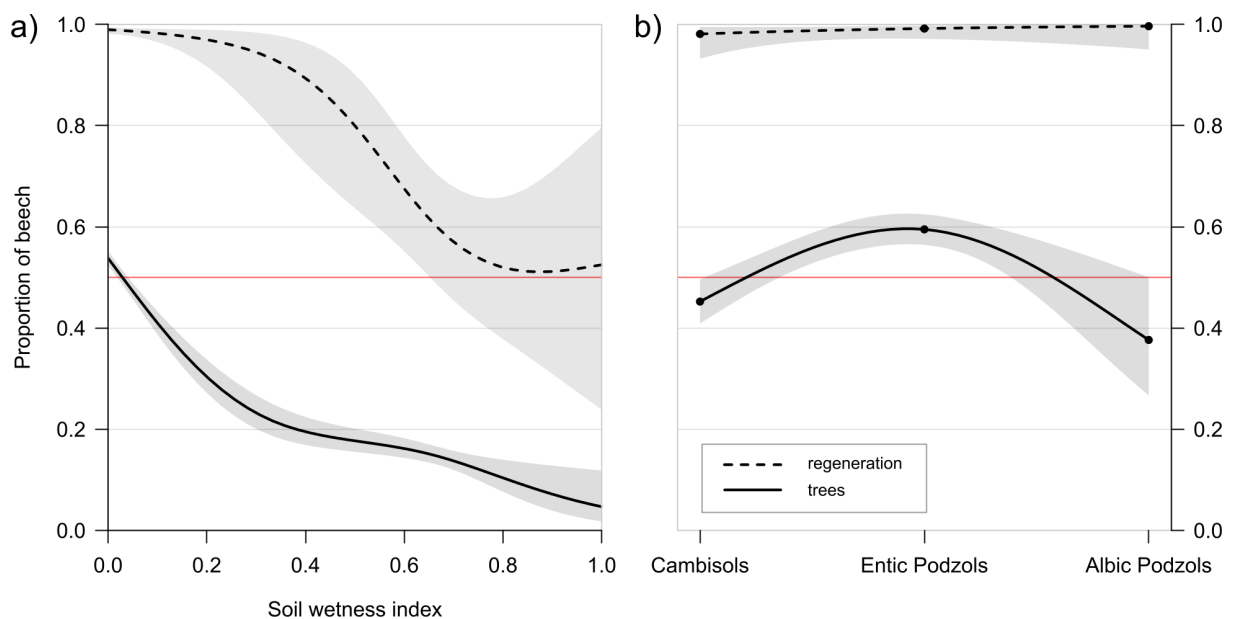 a)
1.0
0.8
0.6
0.4
0.2
0.0
Proportion of beech
0.0 0.2 0.4 0.6 0.8 1.0
Soil wetness index
b)
1.0
0.8
0.6
0.4
0.2
0.0
regeneration
trees
Cambisols Entic Podzols Albic Podzols